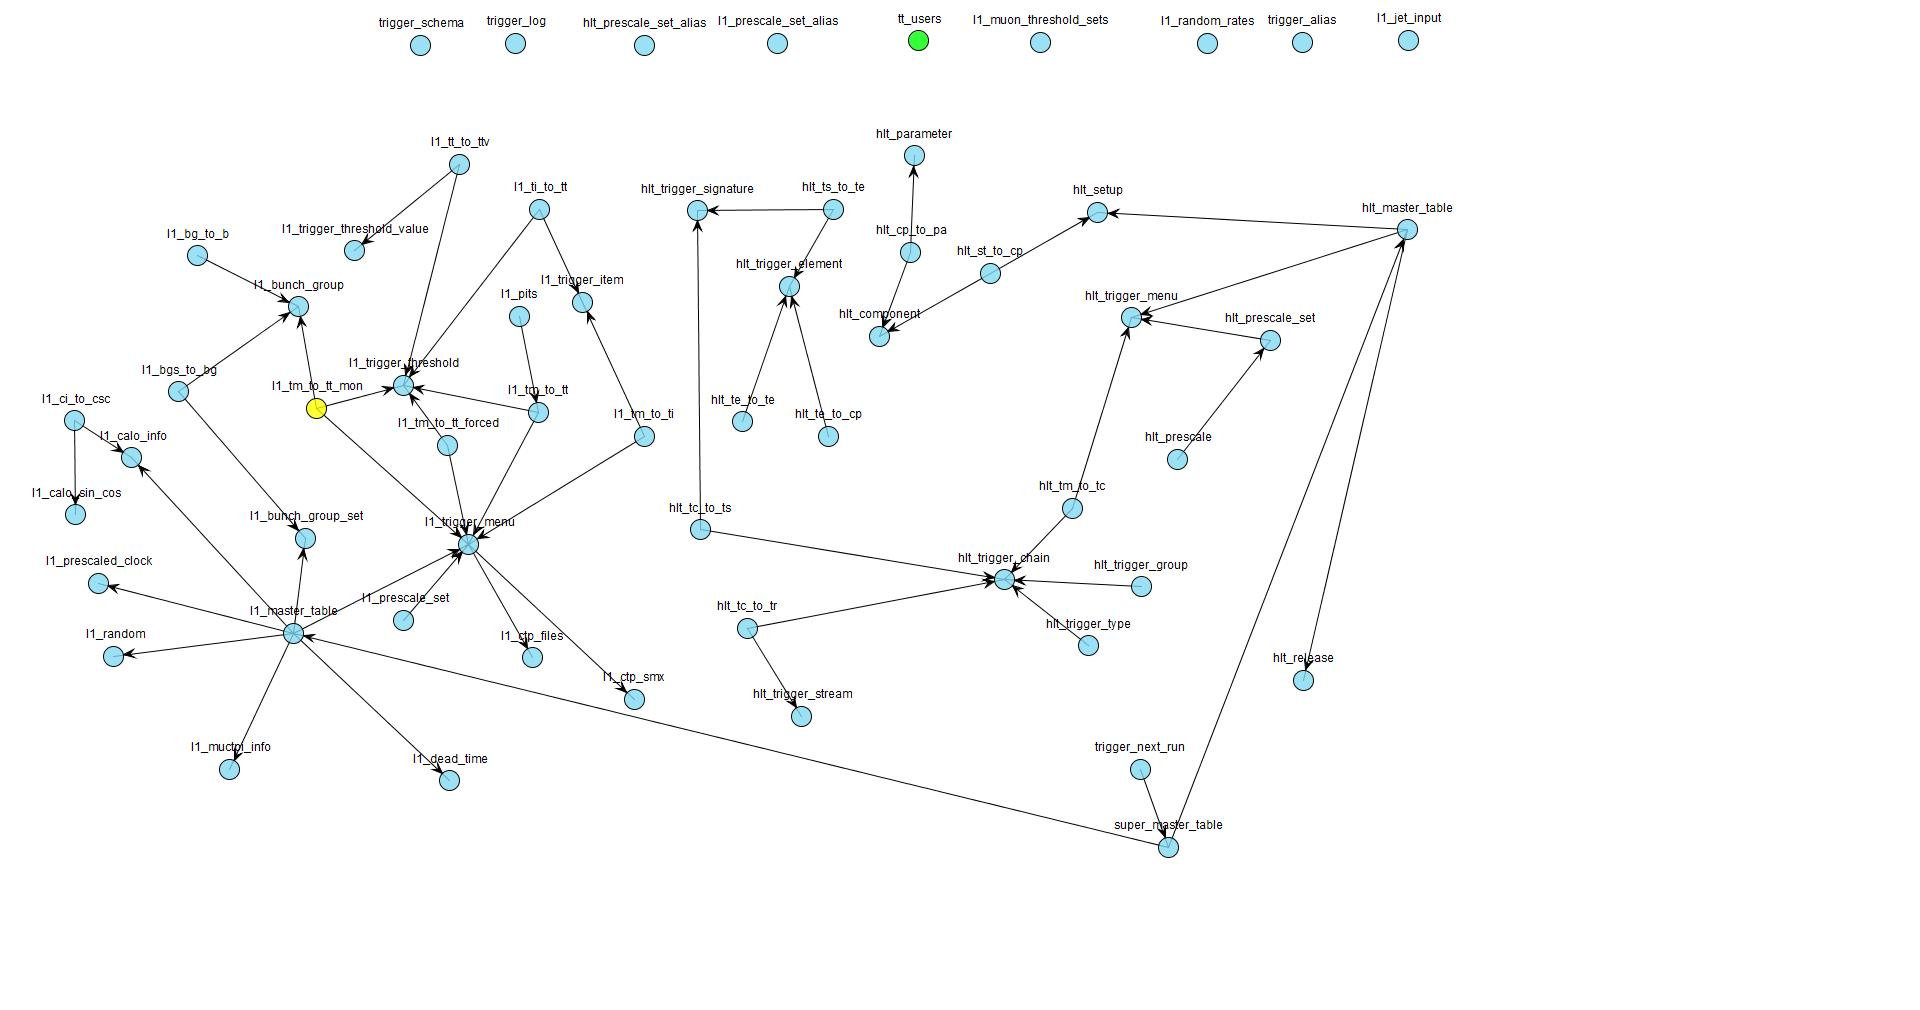 trigger_schema
trigger_log
hlt_prescale_set_alias
l1_prescale_set_alias
tt_users
l1_muon_threshold_sets
l1_random_rates
trigger_alias
l1_jet_input
l1_tt_to_ttv
hlt_parameter
l1_ti_to_tt
hlt_trigger_signature
hlt_ts_to_te
hlt_setup
hlt_master_table
l1_bg_to_b
l1_trigger_threshold_value
hlt_cp_to_pa
hlt_st_to_cp
hlt_trigger_element
l1_bunch_group
l1_trigger_item
l1_pits
hlt_trigger_menu
hlt_component
hlt_prescale_set
l1_trigger_threshold
l1_bgs_to_bg
l1_tm_to_tt_mon
l1_tm_to_tt
l1_ci_to_csc
hlt_te_to_te
hlt_te_to_cp
l1_tm_to_ti
l1_tm_to_tt_forced
l1_calo_info
hlt_prescale
l1_calo_sin_cos
hlt_tm_to_tc
hlt_tc_to_ts
l1_bunch_group_set
l1_trigger_menu
l1_prescaled_clock
hlt_trigger_chain
hlt_trigger_group
l1_prescale_set
l1_master_table
hlt_tc_to_tr
hlt_trigger_type
l1_random
l1_ctp_files
hlt_release
l1_ctp_smx
hlt_trigger_stream
l1_muctpi_info
trigger_next_run
l1_dead_time
super_master_table